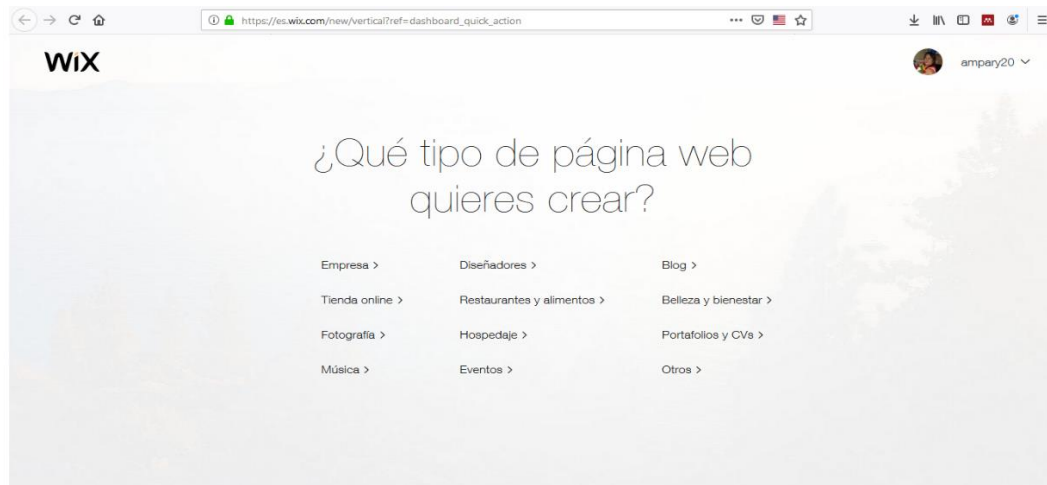 https://es.wix.com/new/vertical?ref=dashboard_quick_action
WiX
ampary20
¿Qué tipo de página web
quieres crear?
Empresa > Diseñadores > Blog >
Tienda online > Restaurantes y alimentos > Belleza y bienestar >
Fotografía > Hospedaje > Portafolios y CVs >
Música > Eventos > Otros >